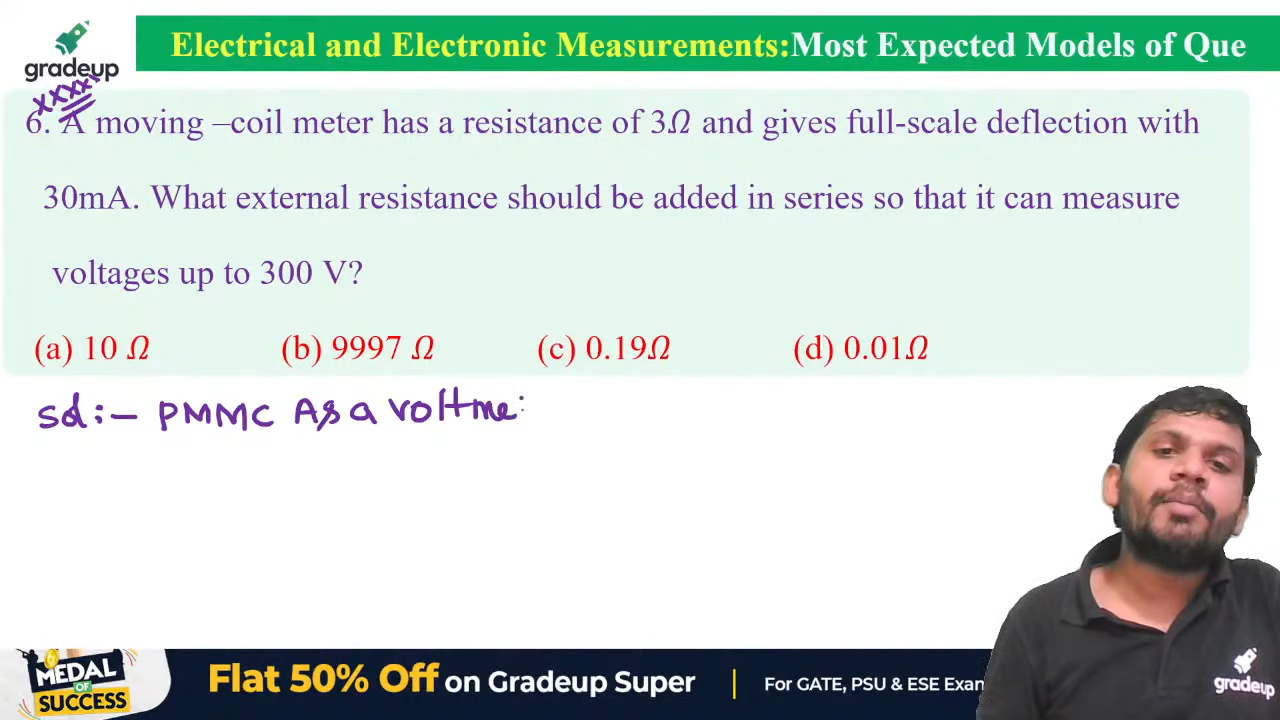 Electrical and Electronic Measurements:Most Expected Models of Que
gradeup
xxxx
6. A moving –coil meter has a resistance of 3Ω and gives full-scale deflection with
30mA. What external resistance should be added in series so that it can measure
voltages up to 300 V?
(a) 10 Ω (b) 9997 Ω (c) 0.19Ω (d) 0.01Ω
Sol:– PMMC As a voltme
gradeup
MEDAL
OF
SUCCESS
Flat 50% Off on Gradeup Super
For GATE, PSU & ESE Exam